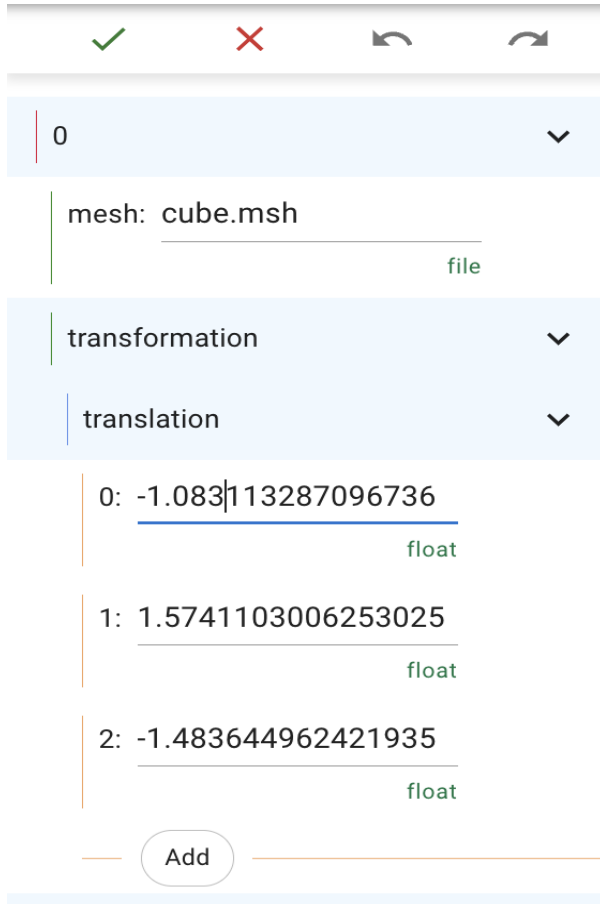 0
mesh: cube.msh
file
transformation
translation
0: -1.083113287096736
float
1: 1.5741103006253025
float
2: -1.483644962421935
float
Add